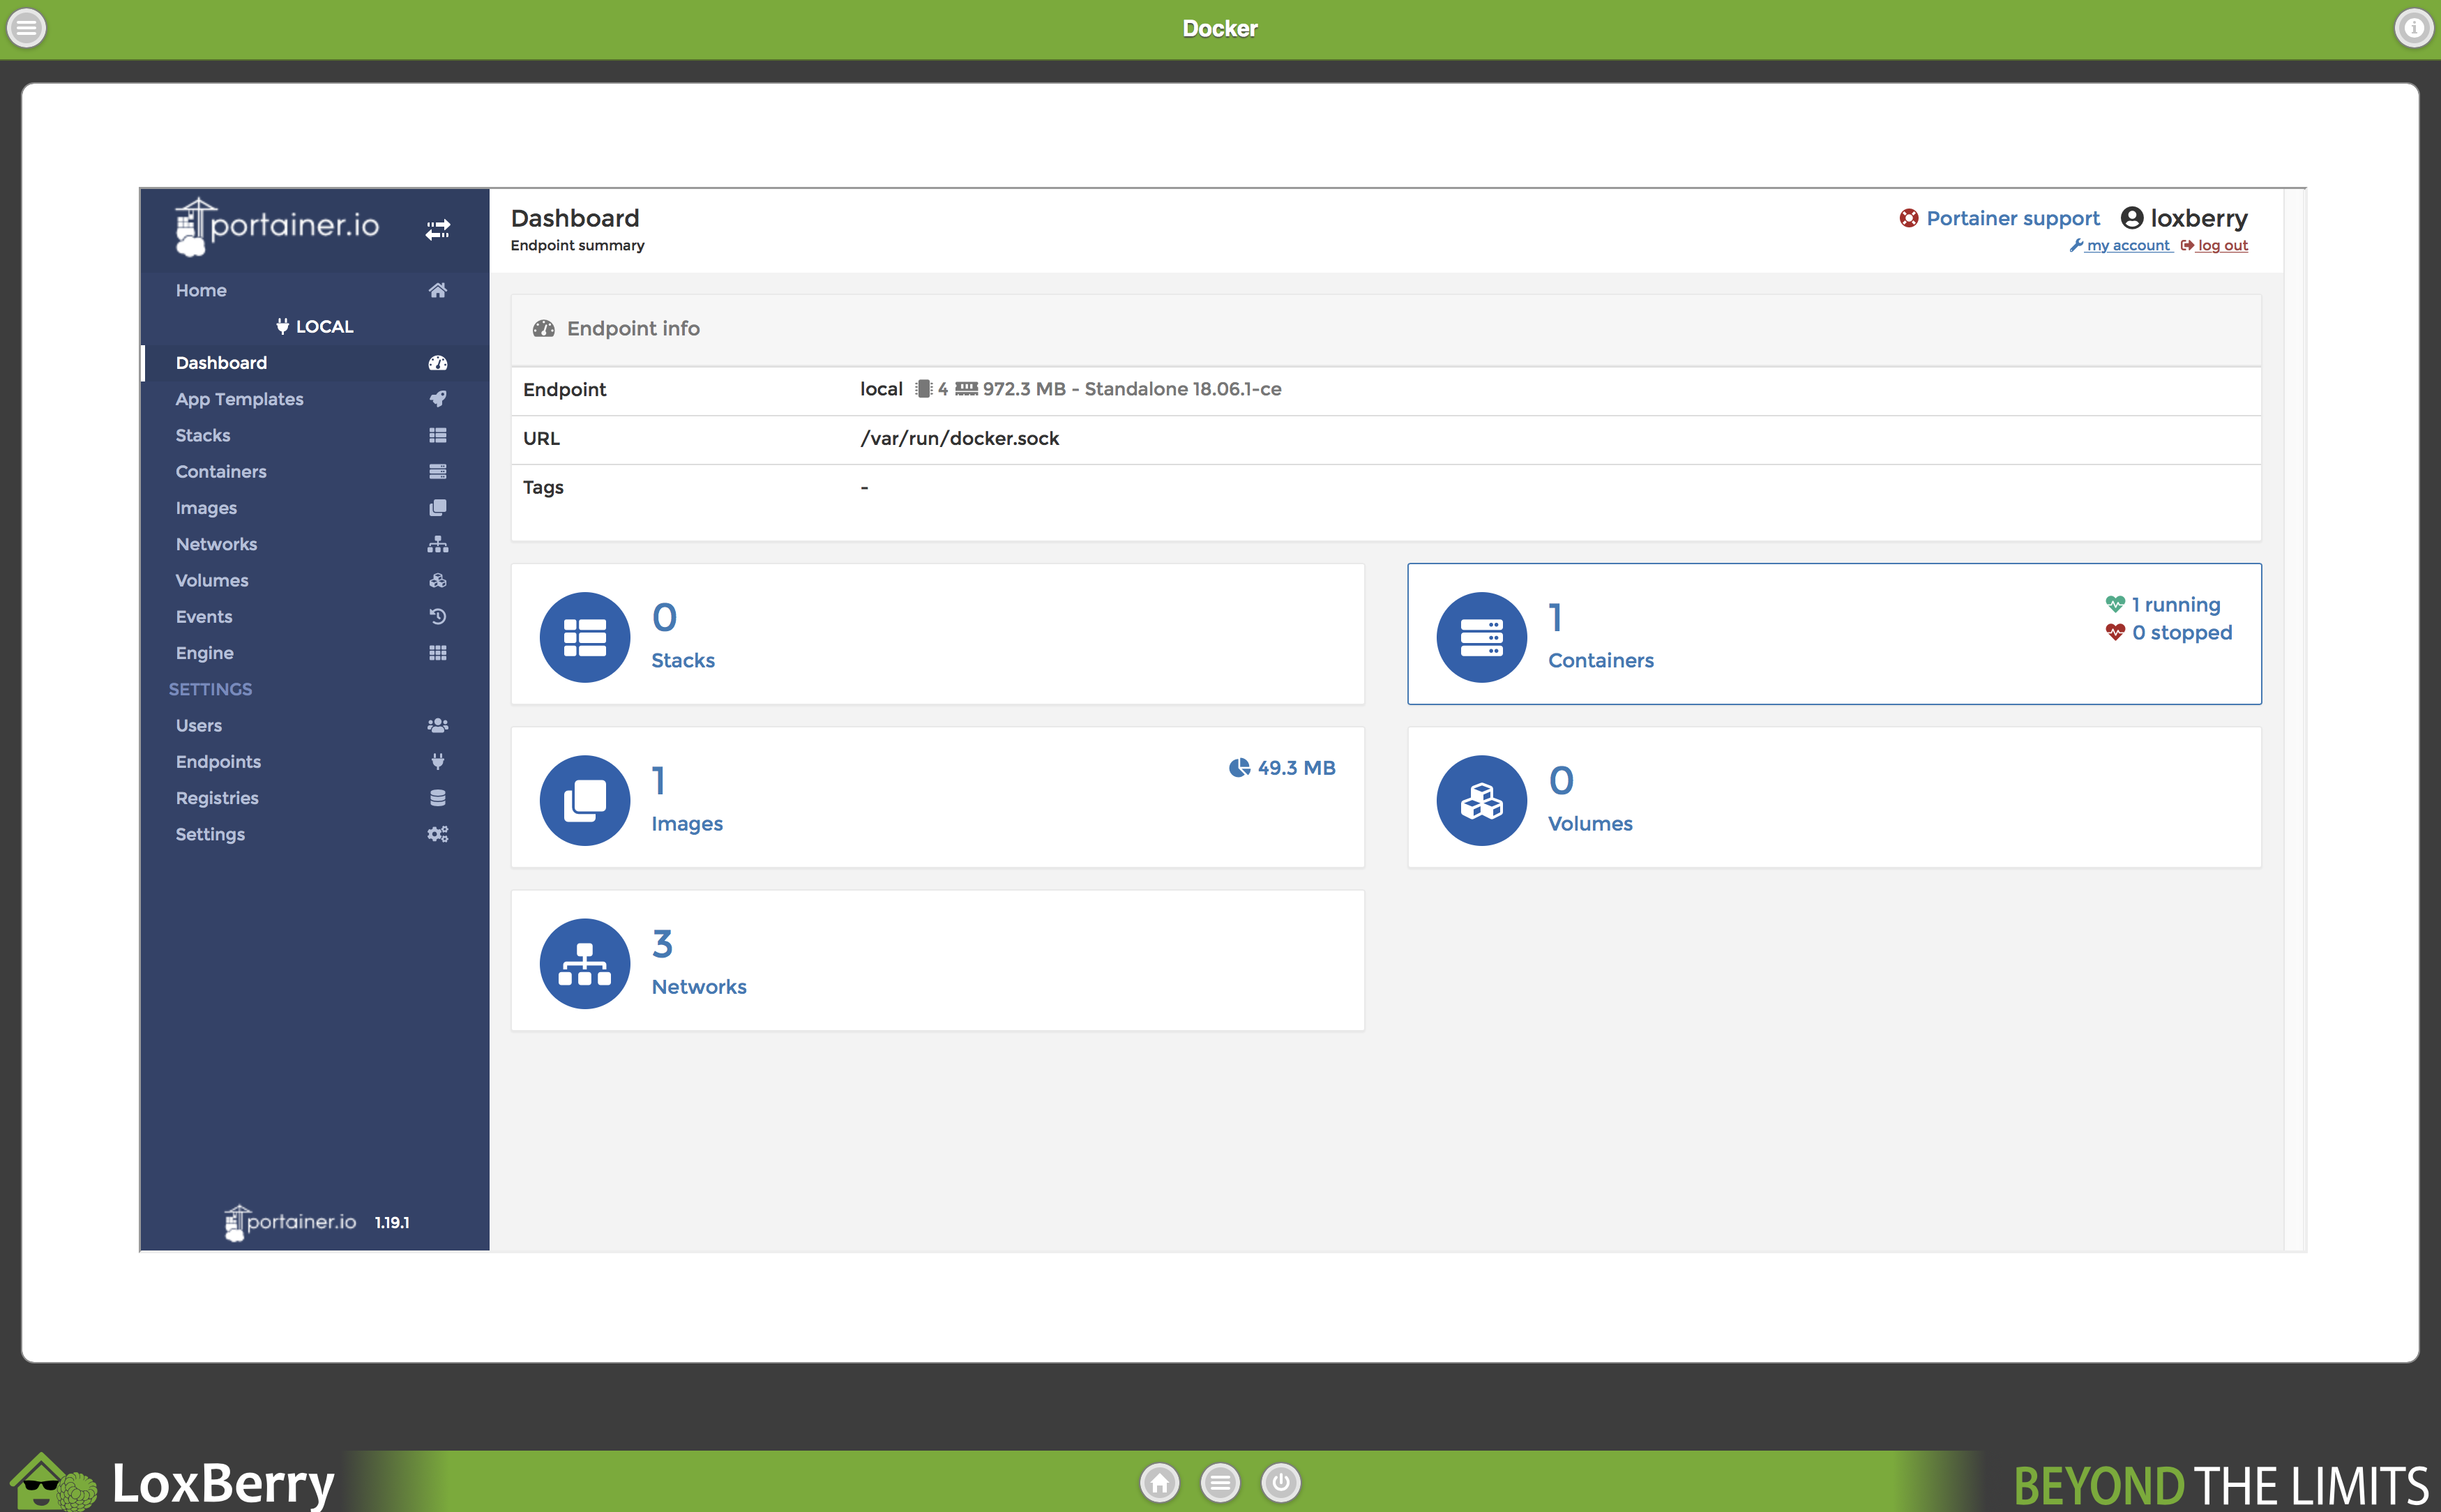 Docker
portainer.io
Dashboard
Endpoint summary
Portainer support
loxberry
my account
log out
Home
LOCAL
Dashboard
App Templates
Stacks
Containers
Images
Networks
Volumes
Events
Engine
SETTINGS
Users
Endpoints
Registries
Settings
portainer.io 1.19.1
Endpoint info
Endpoint local 4 972.3 MB - Standalone 18.06.1-ce
URL /var/run/docker.sock
Tags -
0
Stacks
1
Containers
1 running
0 stopped
1
Images
49.3 MB
0
Volumes
3
Networks
LoxBerry
BEYOND THE LIMITS